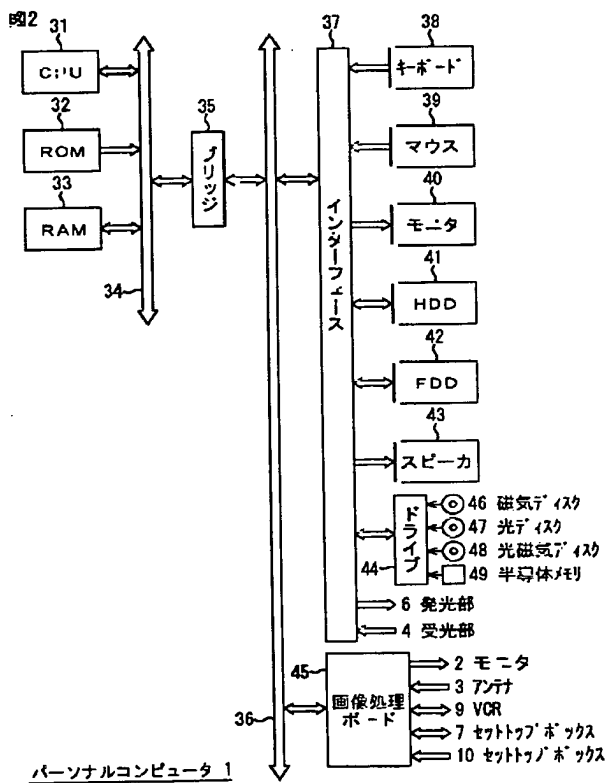 図2
31
CPU
32
ROM
33
RAM
34
35
ブリッジ
36
37
インターフェース
38
キーボード
39
マウス
40
モニタ
41
HDD
42
FDD
43
スピーカ
44
ドライブ
46 磁気ディスク
47 光ディスク
48 光磁気ディスク
49 半導体メモリ
6 発光部
4 受光部
45
画像処理
ボード
2 モニタ
3 アンテナ
9 VCR
7 セットトップボックス
10 セットトップボックス
パーソナルコンピュータ 1